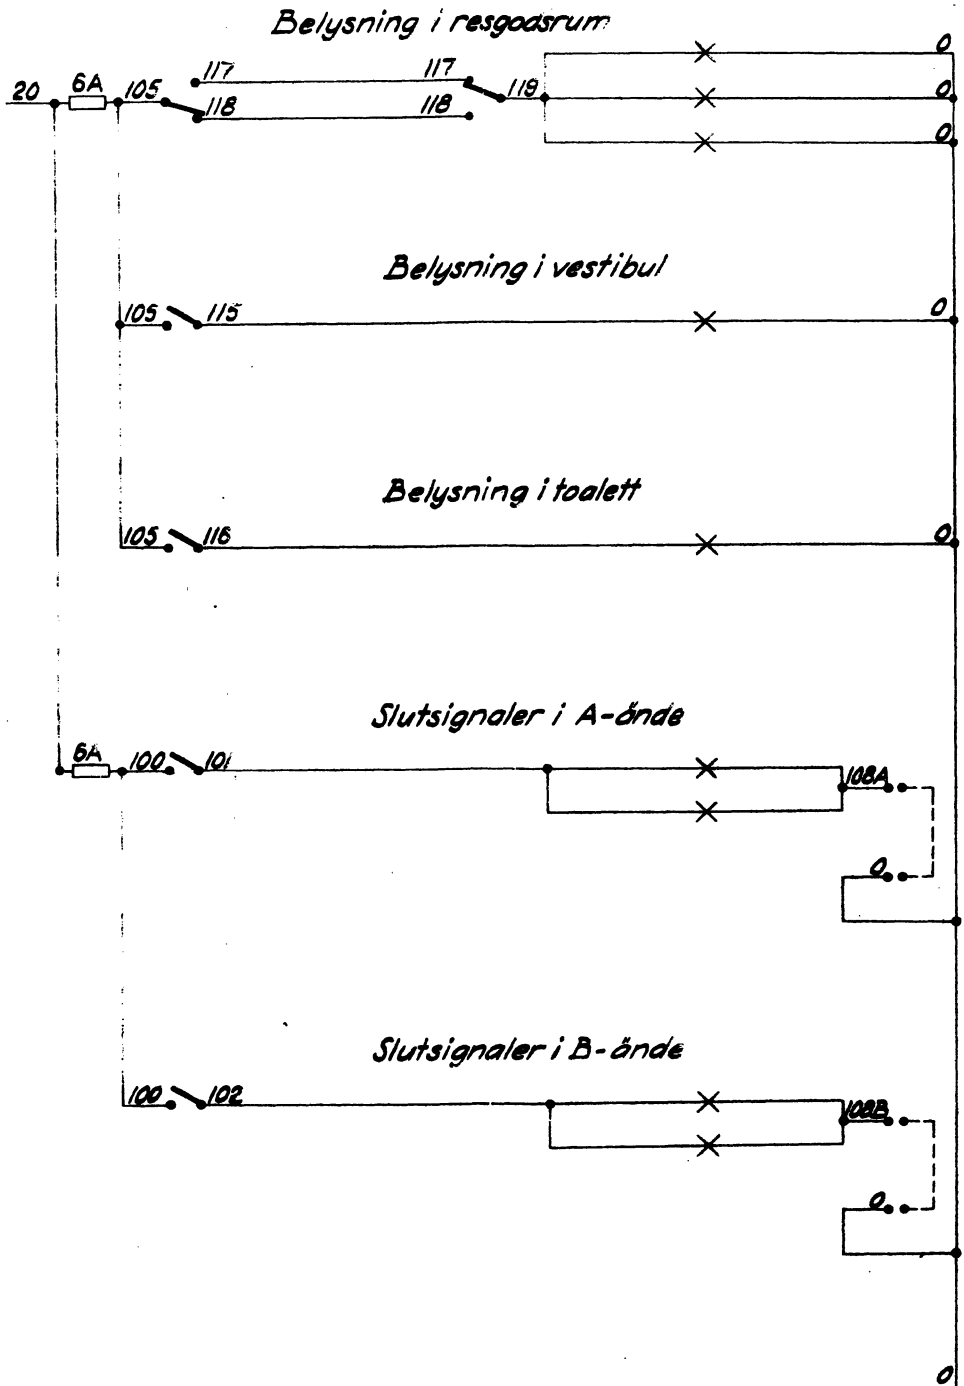 Belysning i resgodsrum
20 6A 105 117 117 119 0
118 118 0
0
Belysning i vestibul
105 115 0
Belysning i toalett
105 116 0
Slutsignaler i A-ände
6A 100 101 108A
0
Slutsignaler i B-ände
100 102 108B
0
0